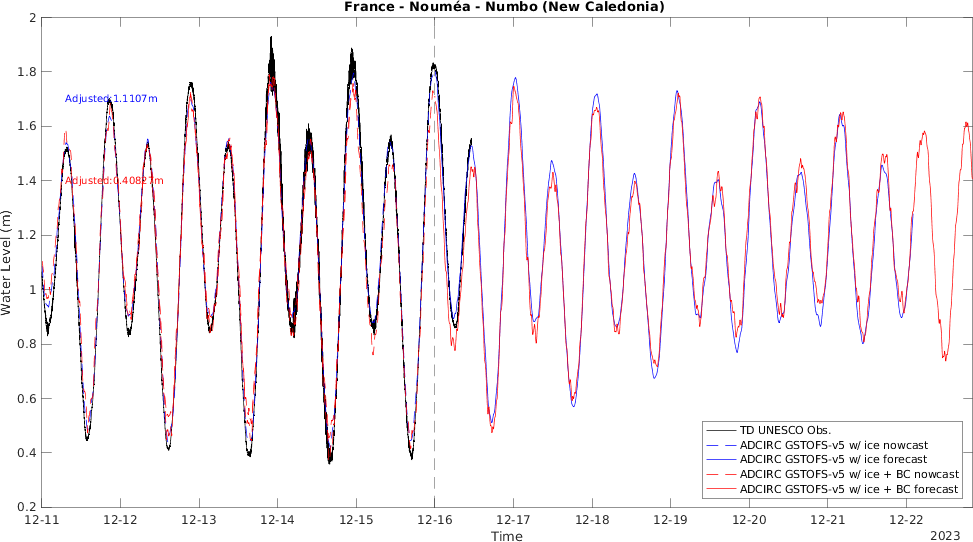 France - Nouméa - Numbo (New Caledonia)
2
1.8
1.6
1.4
1.2
1
0.8
0.6
0.4
0.2
Water Level (m)
Adjusted:1.1107m
Adjusted:0.40827m
TD UNESCO Obs.
ADCIRC GSTOFS-v5 w/ ice nowcast
ADCIRC GSTOFS-v5 w/ ice forecast
ADCIRC GSTOFS-v5 w/ ice + BC nowcast
ADCIRC GSTOFS-v5 w/ ice + BC forecast
12-11 12-12 12-13 12-14 12-15 12-16 12-17 12-18 12-19 12-20 12-21 12-22
Time
2023